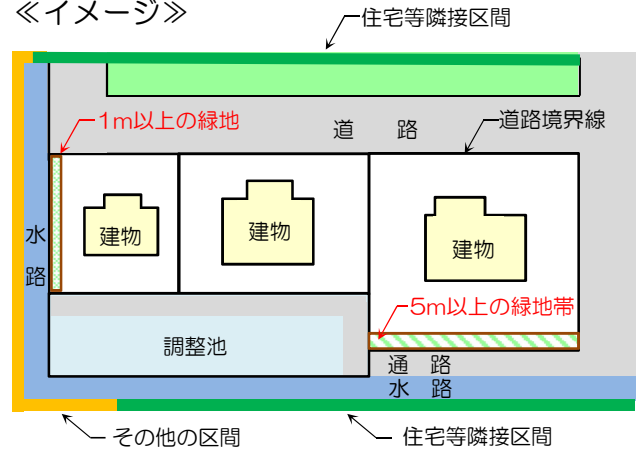 ≪イメージ≫
住宅等隣接区間
1m以上の緑地
道路
道路境界線
水路
建物
建物
建物
5m以上の緑地帯
調整池
通路
水路
その他の区間
住宅等隣接区間